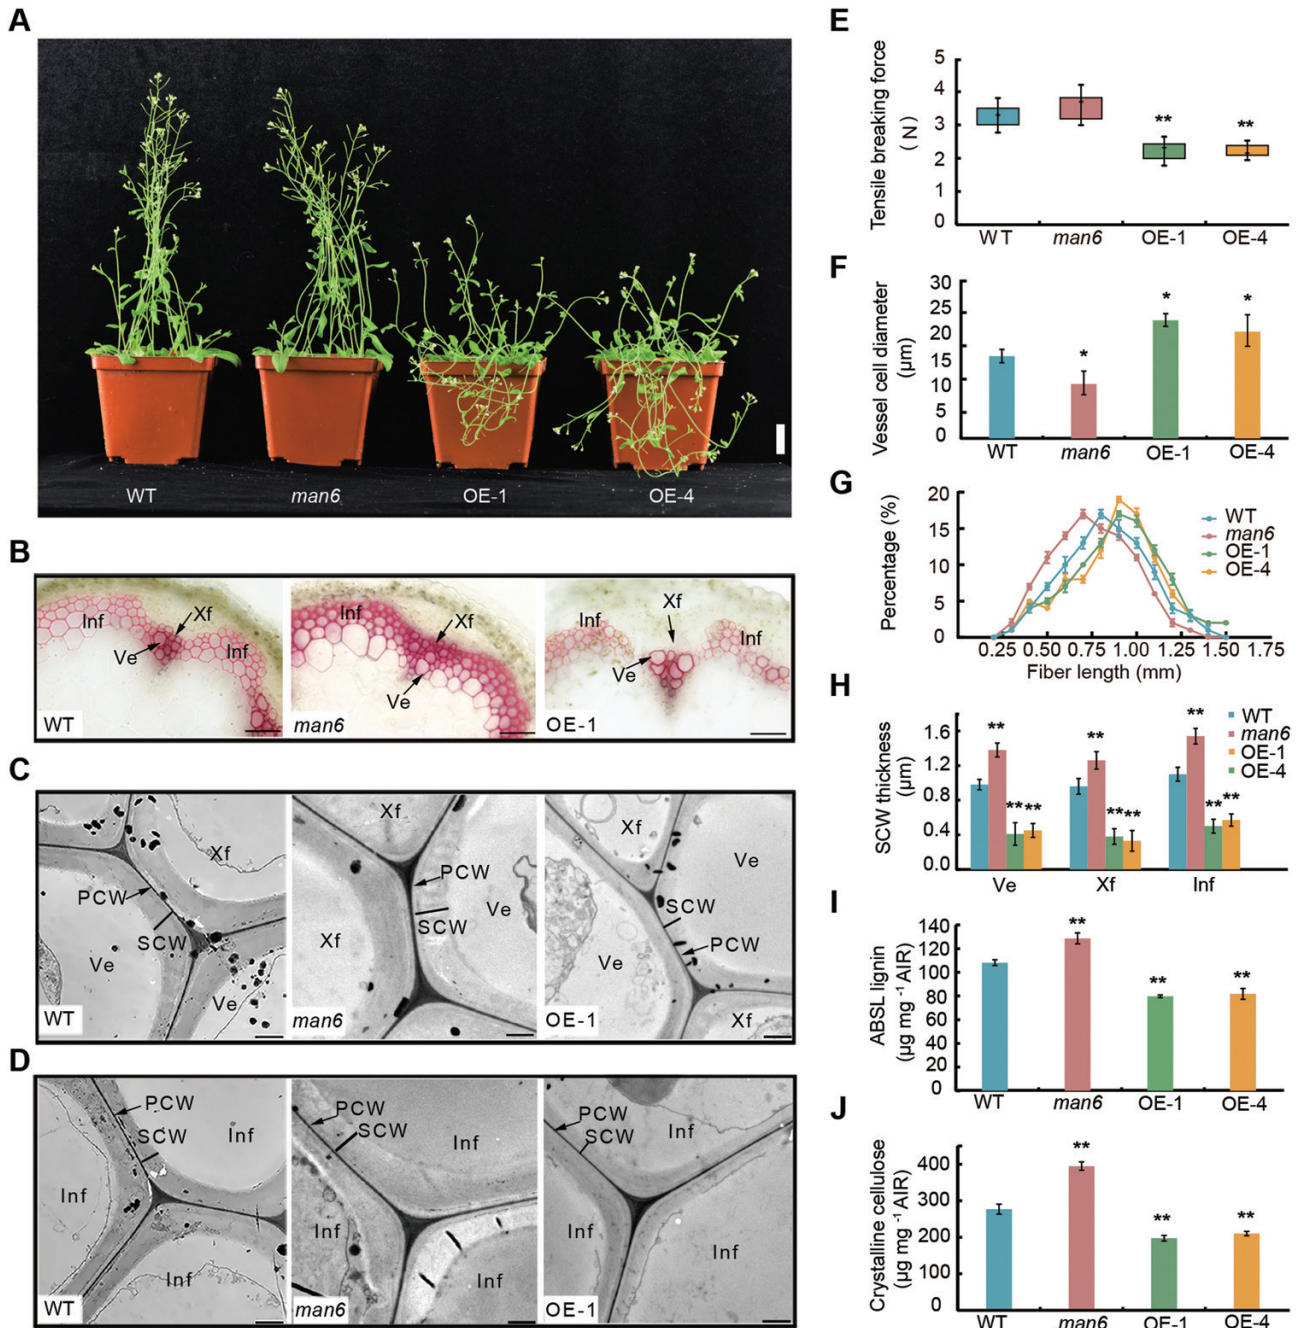 A
WT
man6
OE-1
OE-4
B
Inf
Xf
Ve
Inf
WT
Inf
Xf
Ve
man6
Xf
Inf
Inf
Ve
OE-1
C
Xf
PCW
SCW
Ve
Ve
WT
Xf
PCW
SCW
Ve
Xf
man6
Xf
Ve
SCW
PCW
Ve
Xf
OE-1
D
PCW
SCW
Inf
Inf
Inf
WT
PCW
SCW
Inf
Inf
Inf
man6
PCW
SCW
Inf
Inf
Inf
OE-1
E
Tensile breaking force
(N)
5
4
3
2
1
0
**
**
WT
man6
OE-1
OE-4
F
Vessel cell diameter
(µm)
30
25
20
15
10
5
0
*
*
*
WT
man6
OE-1
OE-4
G
Percentage (%)
20
15
10
5
0
WT
man6
OE-1
OE-4
0.25 0.50 0.75 1.00 1.25 1.50 1.75
Fiber length (mm)
H
SCW thickness
(µm)
1.6
1.2
0.8
0.4
0.0
**
**
**
**
**
**
**
**
**
WT
man6
OE-1
OE-4
Ve
Xf
Inf
I
ABSL lignin
(µg mg -1 AIR)
140
120
100
80
60
40
20
0
**
**
**
WT
man6
OE-1
OE-4
J
Crystalline cellulose
(µg mg -1 AIR)
400
300
200
100
0
**
**
**
WT
man6
OE-1
OE-4